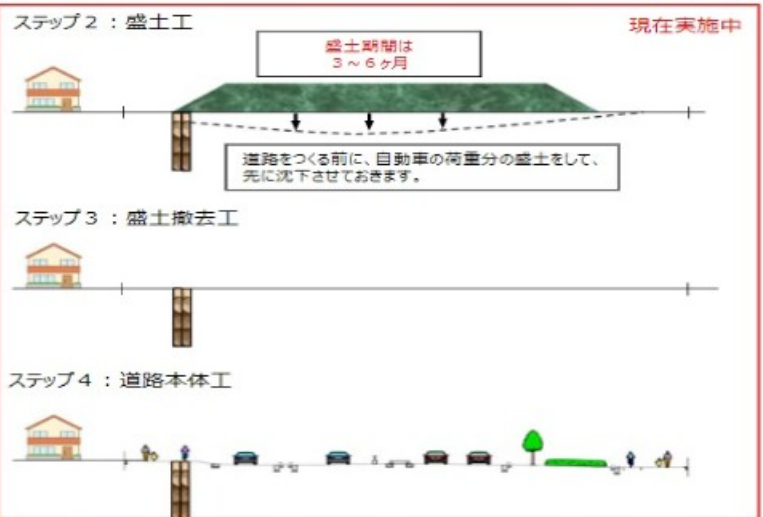 ステップ2：盛土工
現在実施中
盛土期間は
3～6ヶ月
道路をつくる前に、自動車の荷重分の盛土をして、
先に沈下させておきます。
ステップ3：盛土撤去工
ステップ4：道路本体工